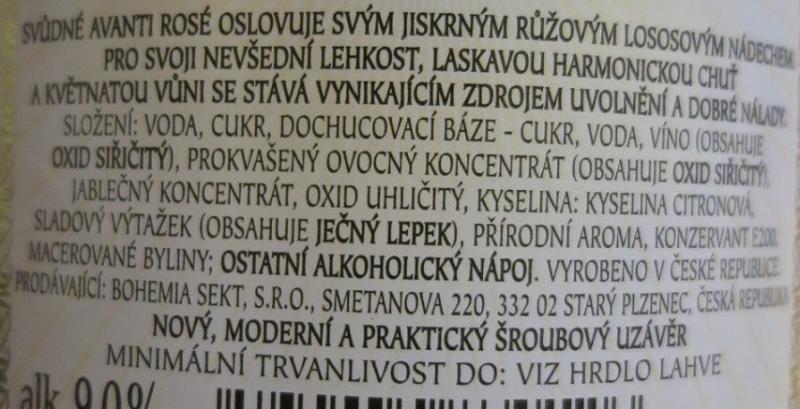 SVŮDNÉ AVANTI ROSÉ OSLOVUJE SVÝM JISKRNÝM RŮŽOVÝM LOSOSOVÝM NÁDECHEM.
PRO SVOJI NEVŠEDNÍ LEHKOST, LASKAVOU HARMONICKOU CHUŤ
A KVĚTNATOU VŮNI SE STÁVÁ VYNIKAJÍCÍM ZDROJEM UVOLNĚNÍ A DOBRÉ NÁLADY.
SLOŽENÍ: VODA, CUKR, DOCHUCOVACÍ BÁZE - CUKR, VODA, VÍNO (OBSAHUJE
OXID SIŘIČITÝ), PROKVAŠENÝ OVOCNÝ KONCENTRÁT (OBSAHUJE OXID SIŘIČITÝ),
JABLEČNÝ KONCENTRÁT, OXID UHLIČITÝ, KYSELINA: KYSELINA CITRONOVÁ,
SLADOVÝ VÝTAŽEK (OBSAHUJE JEČNÝ LEPEK), PŘÍRODNÍ AROMA, KONZERVANT E200,
MACEROVANÉ BYLINY; OSTATNÍ ALKOHOLICKÝ NÁPOJ. VYROBENO V ČESKÉ REPUBLICE.
PRODÁVAJÍCÍ: BOHEMIA SEKT, S.R.O., SMETANOVA 220, 332 02 STARÝ PLZENEC, ČESKÁ REPUBLIKA
NOVÝ, MODERNÍ A PRAKTICKÝ ŠROUBOVÝ UZÁVĚR
MINIMÁLNÍ TRVANLIVOST DO: VIZ HRDLO LAHVE
alk. 9,0%